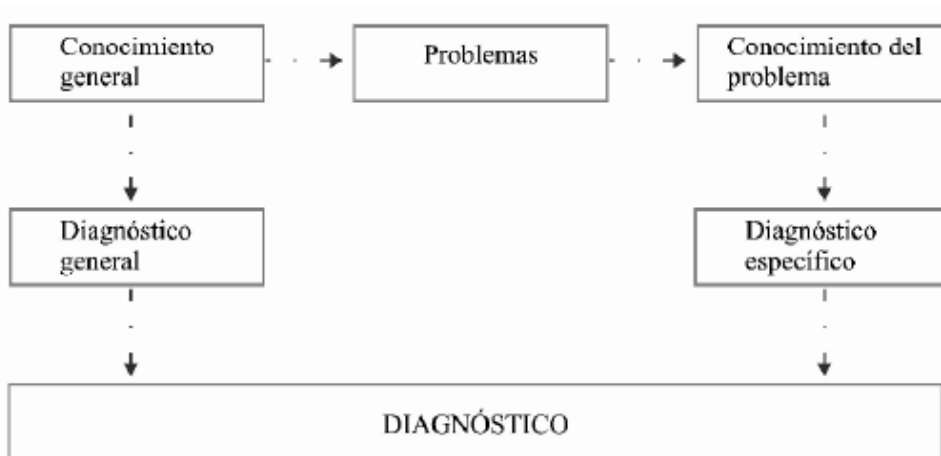 Conocimiento
general
Problemas
Conocimiento del
problema
Diagnóstico
general
Diagnóstico
específico
DIAGNÓSTICO